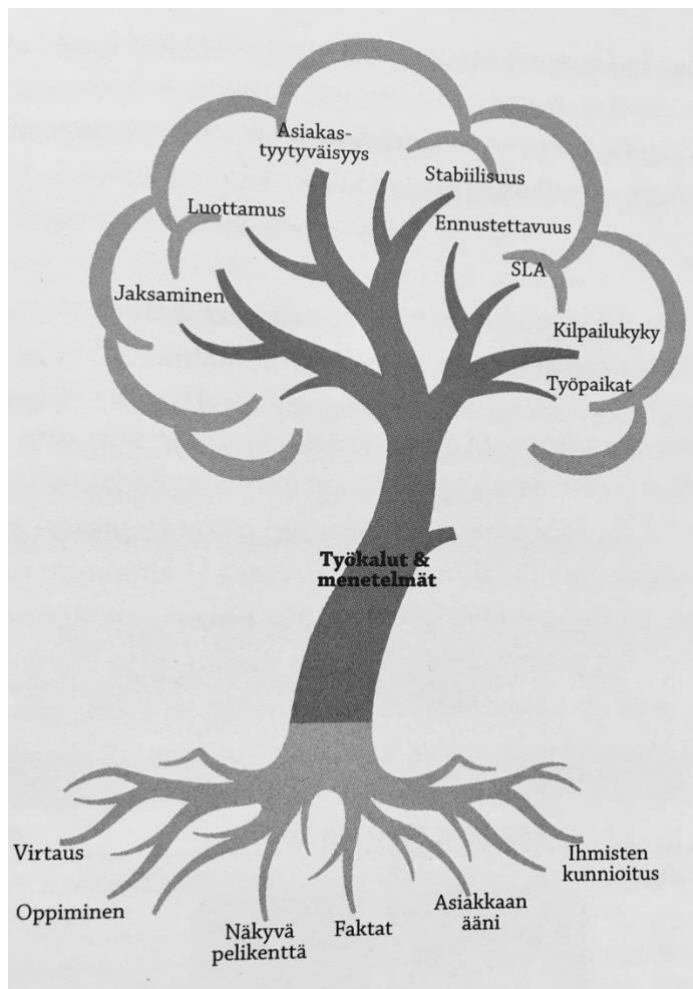 Asiakas-
tyytyväisyys
Stabiilisuus
Luottamus
Ennustettavuus
SLA
Jaksaminen
Kilpailukyky
Työpaikat
Työkalut &
menetelmät
Virtaus
Ihmisten
kunnioitus
Oppiminen
Asiakkaan
ääni
Näkyvä
pelikenttä
Faktat